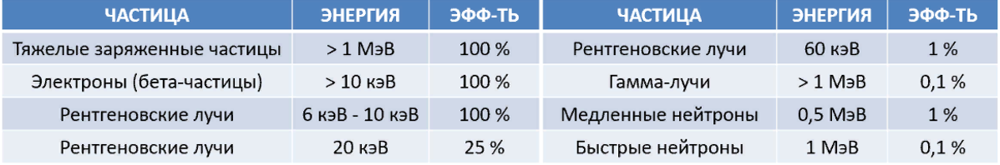 ЧАСТИЦА ЭНЕРГИЯ ЭФФ-ТЬ ЧАСТИЦА ЭНЕРГИЯ ЭФФ-ТЬ
Тяжелые заряженные частицы > 1 МэВ 100 % Рентгеновские лучи 60 кэВ 1 %
Электроны (бета-частицы) > 10 кэВ 100 % Гамма-лучи > 1 МэВ 0,1 %
Рентгеновские лучи 6 кэВ - 10 кэВ 100 % Медленные нейтроны 0,5 МэВ 1 %
Рентгеновские лучи 20 кэВ 25 % Быстрые нейтроны 1 МэВ 0,1 %